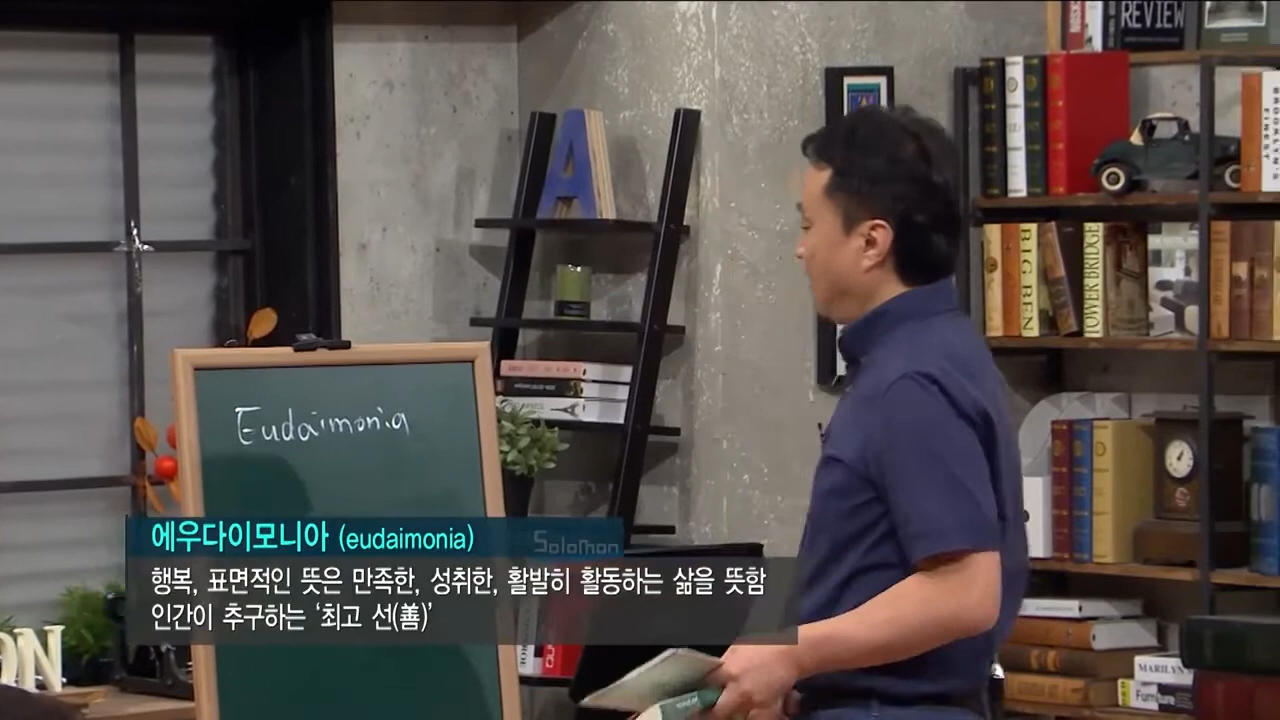 REVIEW
A
BIG BEN
TOWER BRIDGE
Eudaimonia
에우다이모니아 (eudaimonia)
Solomon
행복, 표면적인 뜻은 만족한, 성취한, 활발히 활동하는 삶을 뜻함
인간이 추구하는 ‘최고 선(善)’
ON
MARILYN
Furniture